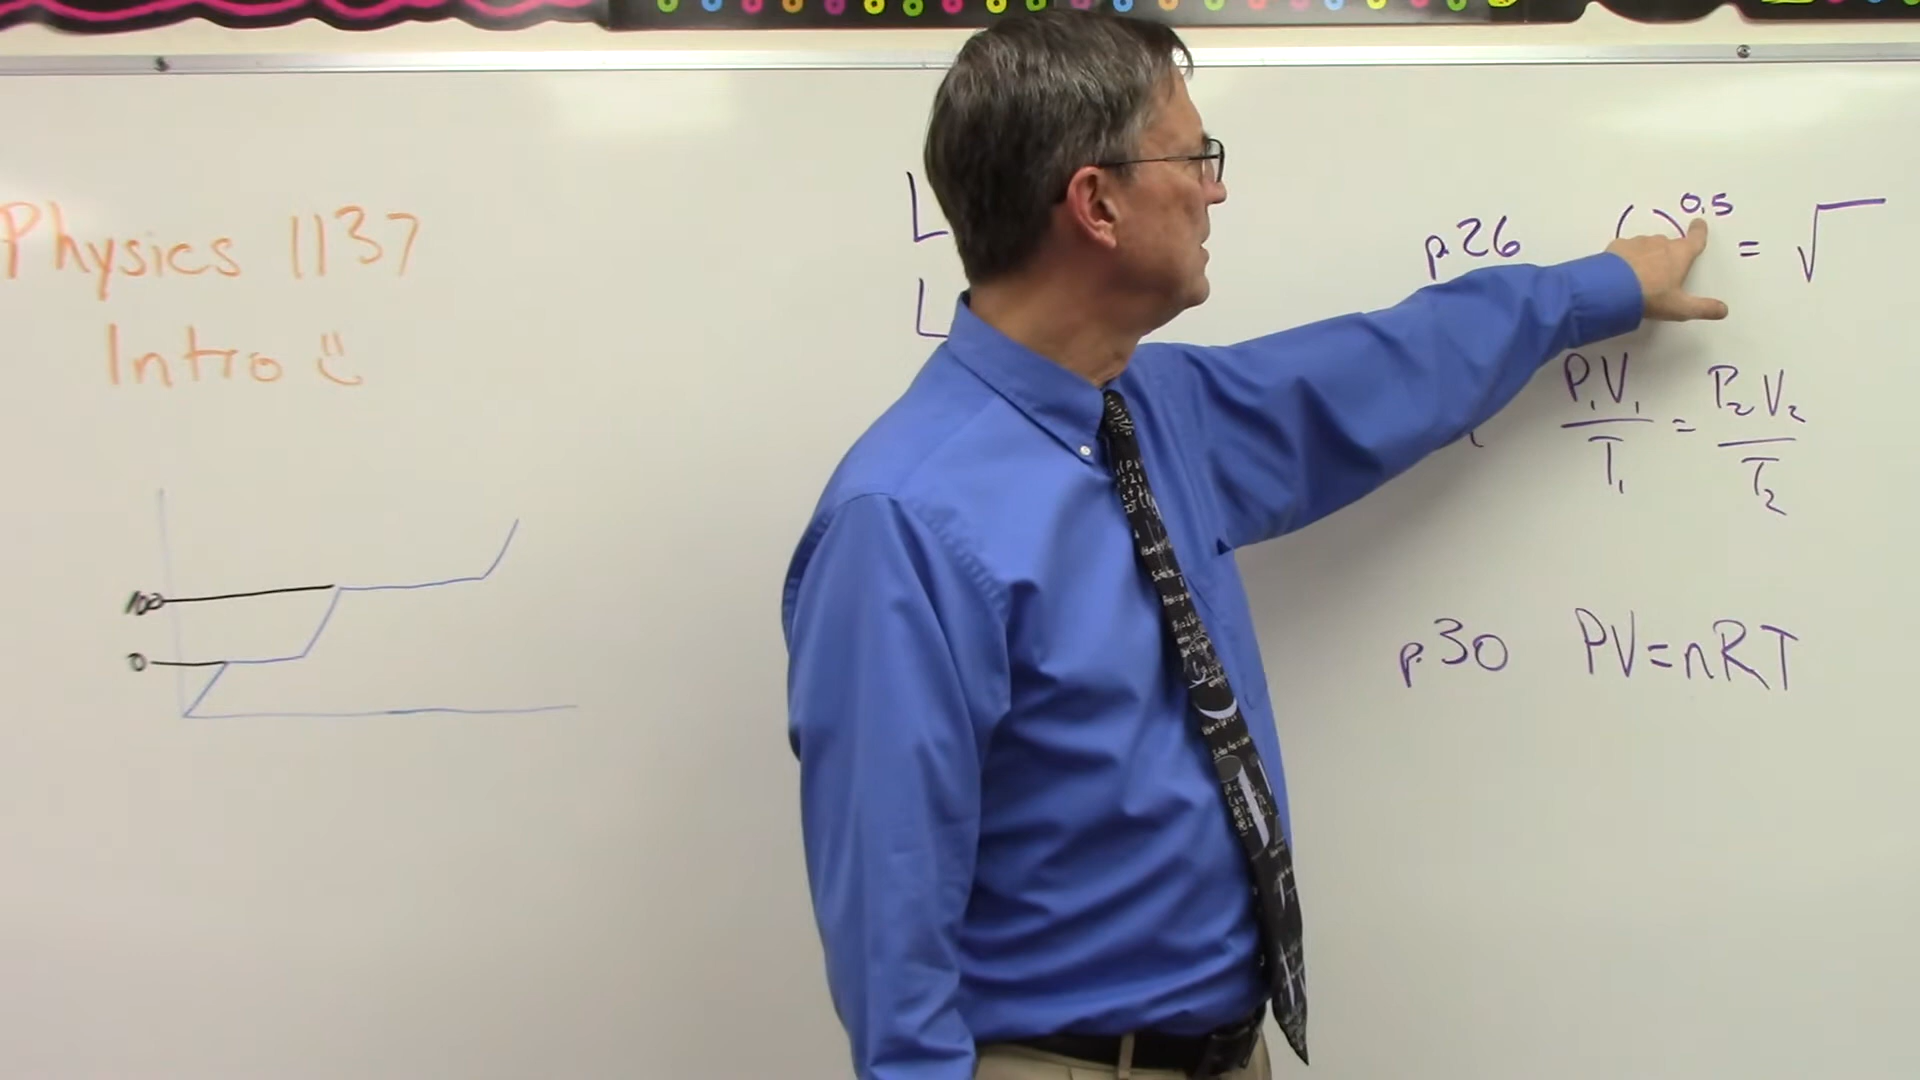 Physics 1137
Intro
100
0
L
L
p.26 ( )^0.5 = √
P₁V₁/T₁ = P₂V₂/T₂
p.30 PV=nRT